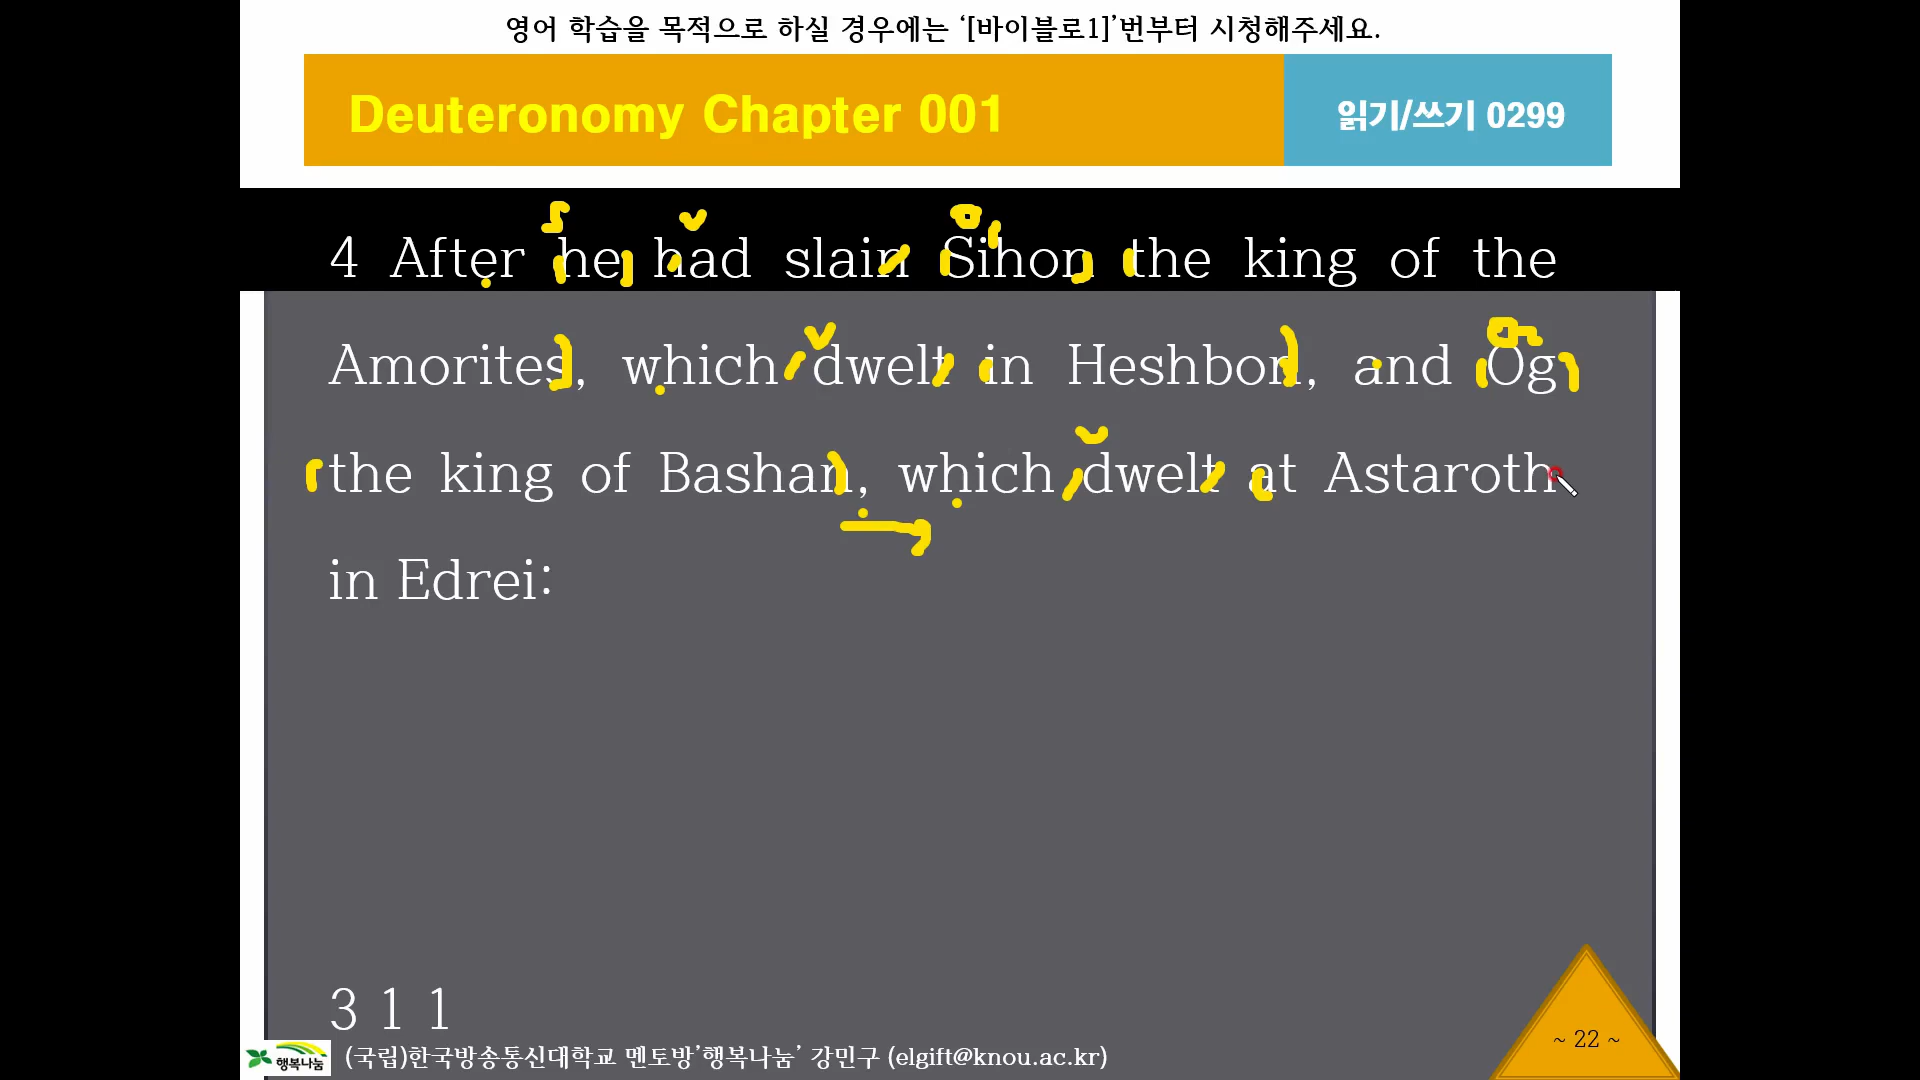 영어 학습을 목적으로 하실 경우에는 ‘[바이블로1]’번부터 시청해주세요.
Deuteronomy Chapter 001
읽기/쓰기 0299
4 After he had slain Sihon the king of the
Amorites, which dwelt in Heshbon, and Og
the king of Bashan, which dwelt at Astaroth
in Edrei:
3 1 1
~ 22 ~
행복나눔 (국립)한국방송통신대학교 멘토방’행복나눔’ 강민구 (elgift@knou.ac.kr)